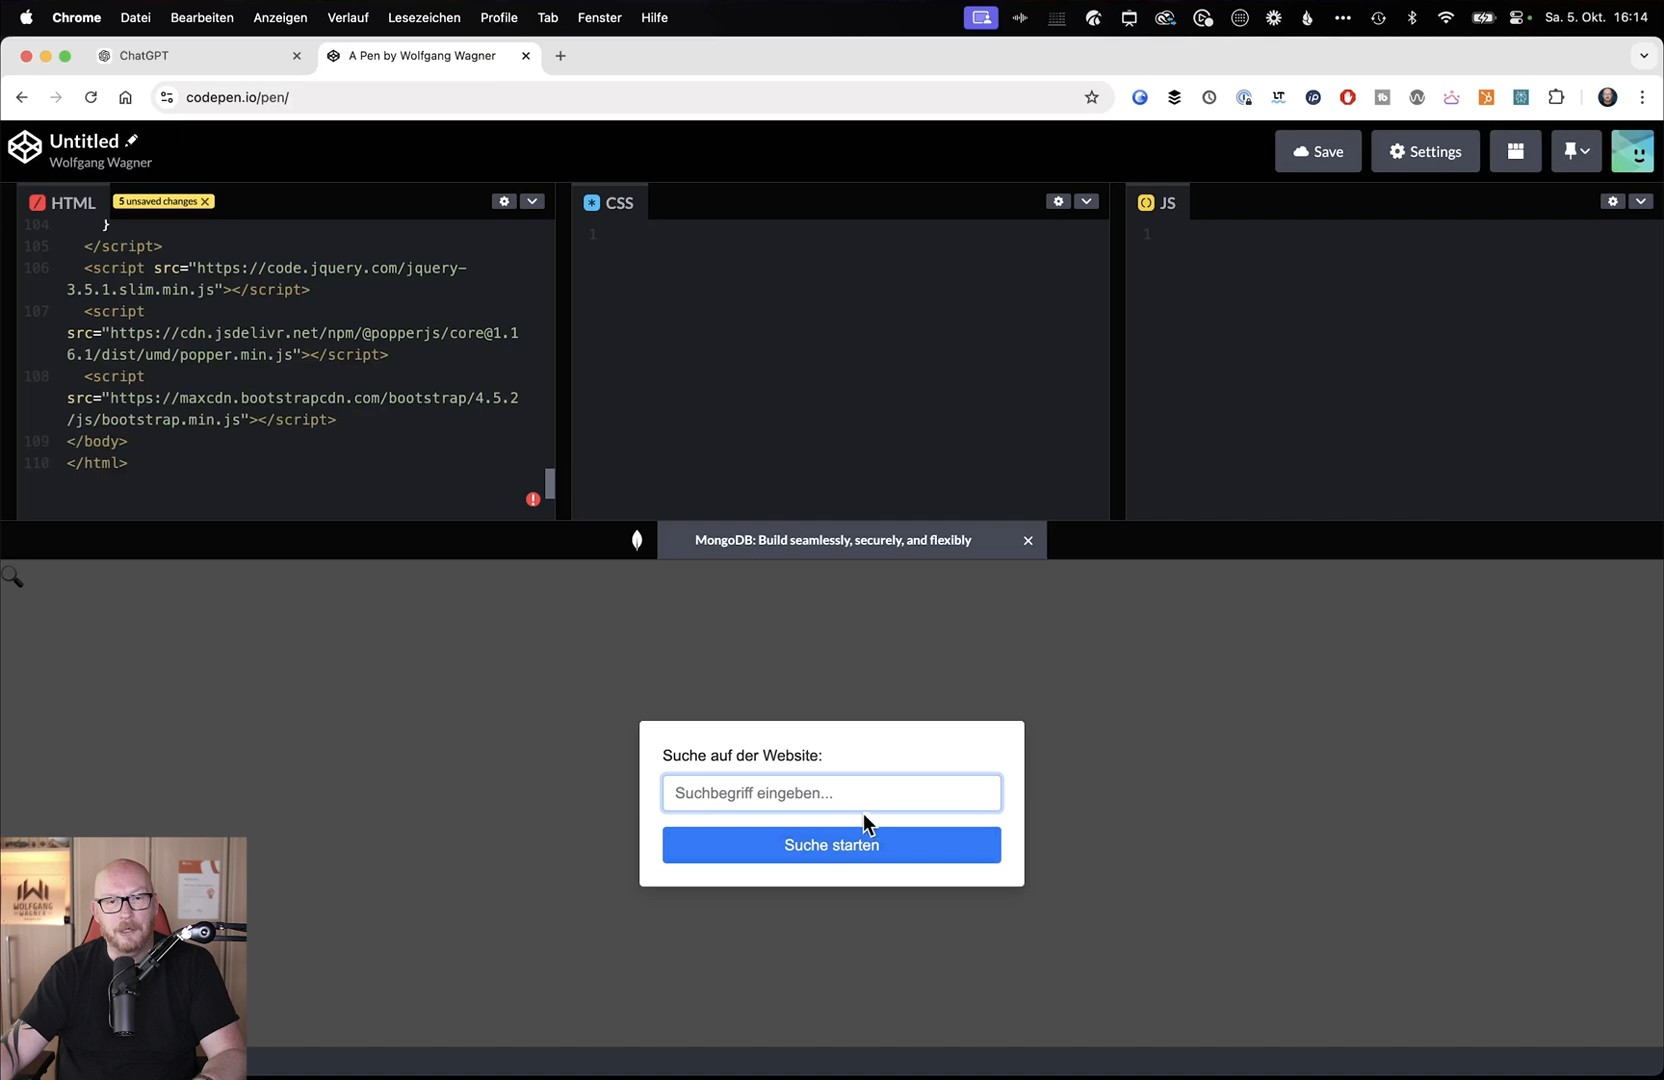 Chrome Datei Bearbeiten Anzeigen Verlauf Lesezeichen Profile Tab Fenster Hilfe Sa. 5. Okt. 16:14
ChatGPT
A Pen by Wolfgang Wagner
codepen.io/pen/
Untitled
Wolfgang Wagner
Save
Settings
HTML
5 unsaved changes
CSS
JS
104 }
105 </script>
106 <script src="https://code.jquery.com/jquery-
3.5.1.slim.min.js"></script>
107 <script
src="https://cdn.jsdelivr.net/npm/@popperjs/core@1.1
6.1/dist/umd/popper.min.js"></script>
108 <script
src="https://maxcdn.bootstrapcdn.com/bootstrap/4.5.2
/js/bootstrap.min.js"></script>
109 </body>
110 </html>
1
1
MongoDB: Build seamlessly, securely, and flexibly
Suche auf der Website:
Suchbegriff eingeben...
Suche starten
WOLFGANG
WAGNER